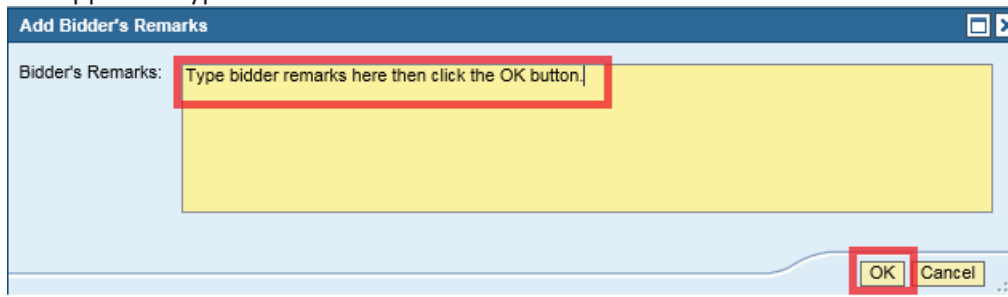 Add Bidder's Remarks
Bidder's Remarks: Type bidder remarks here then click the OK button.
OK Cancel